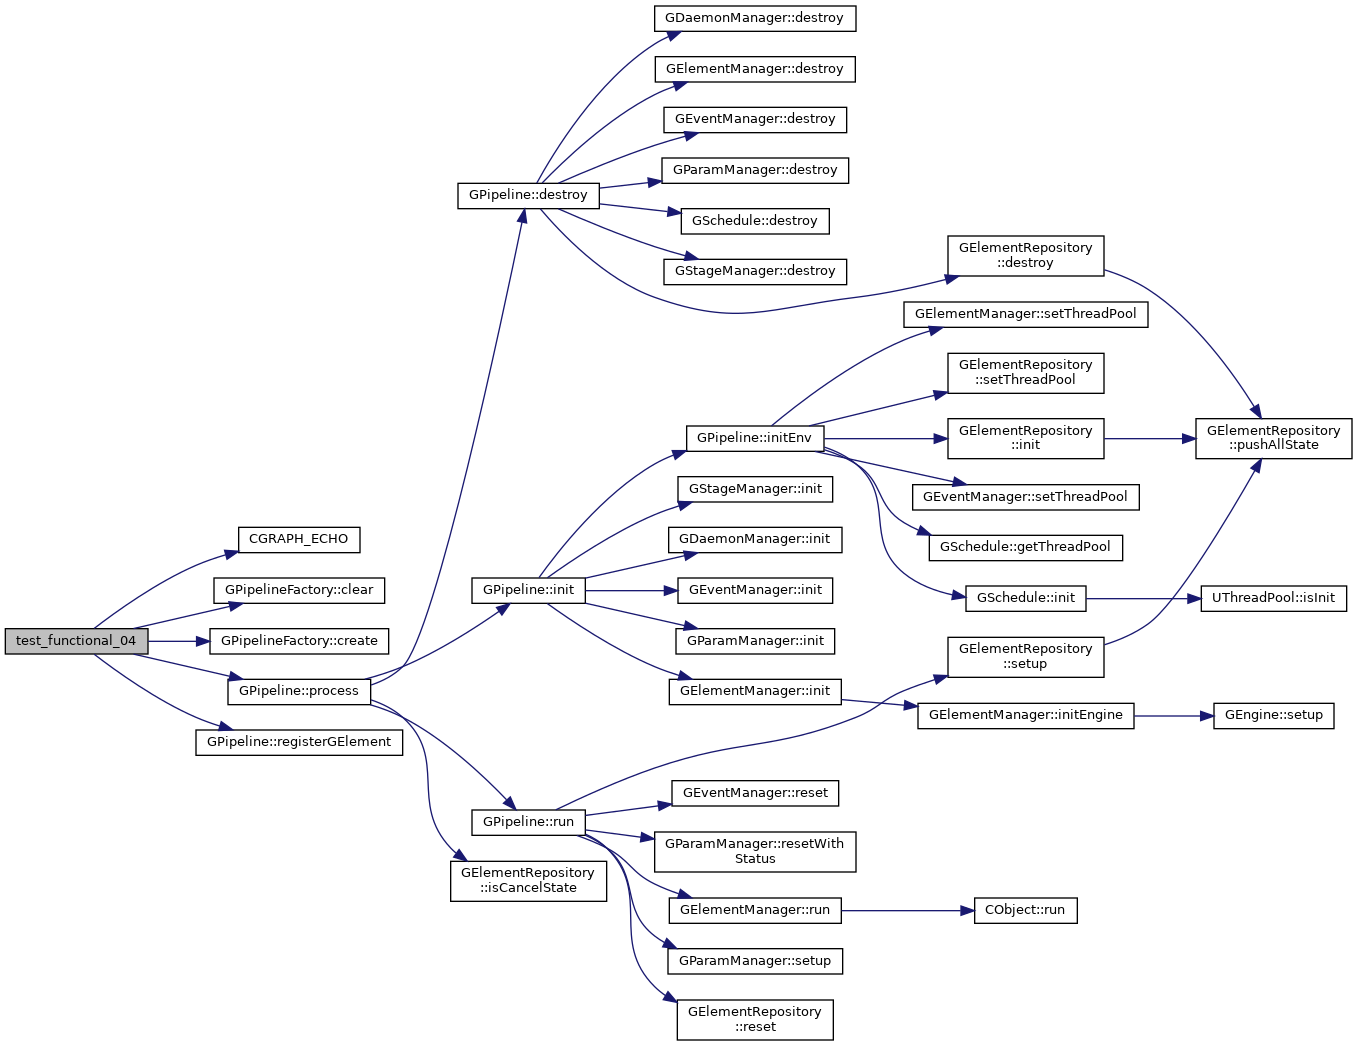 GDaemonManager::destroy
GElementManager::destroy
GEventManager::destroy
GParamManager::destroy
GPipeline::destroy
GSchedule::destroy
GStageManager::destroy
GElementRepository
::destroy
GElementManager::setThreadPool
GElementRepository
::setThreadPool
GPipeline::initEnv
GElementRepository
::init
GElementRepository
::pushAllState
GStageManager::init
GEventManager::setThreadPool
CGRAPH_ECHO
GDaemonManager::init
GSchedule::getThreadPool
GPipelineFactory::clear
GPipeline::init
GEventManager::init
GSchedule::init
UThreadPool::isInit
test_functional_04
GPipelineFactory::create
GParamManager::init
GElementRepository
::setup
GPipeline::process
GElementManager::init
GPipeline::registerGElement
GElementManager::initEngine
GEngine::setup
GEventManager::reset
GPipeline::run
GParamManager::resetWith
Status
GElementRepository
::isCancelState
GElementManager::run
CObject::run
GParamManager::setup
GElementRepository
::reset